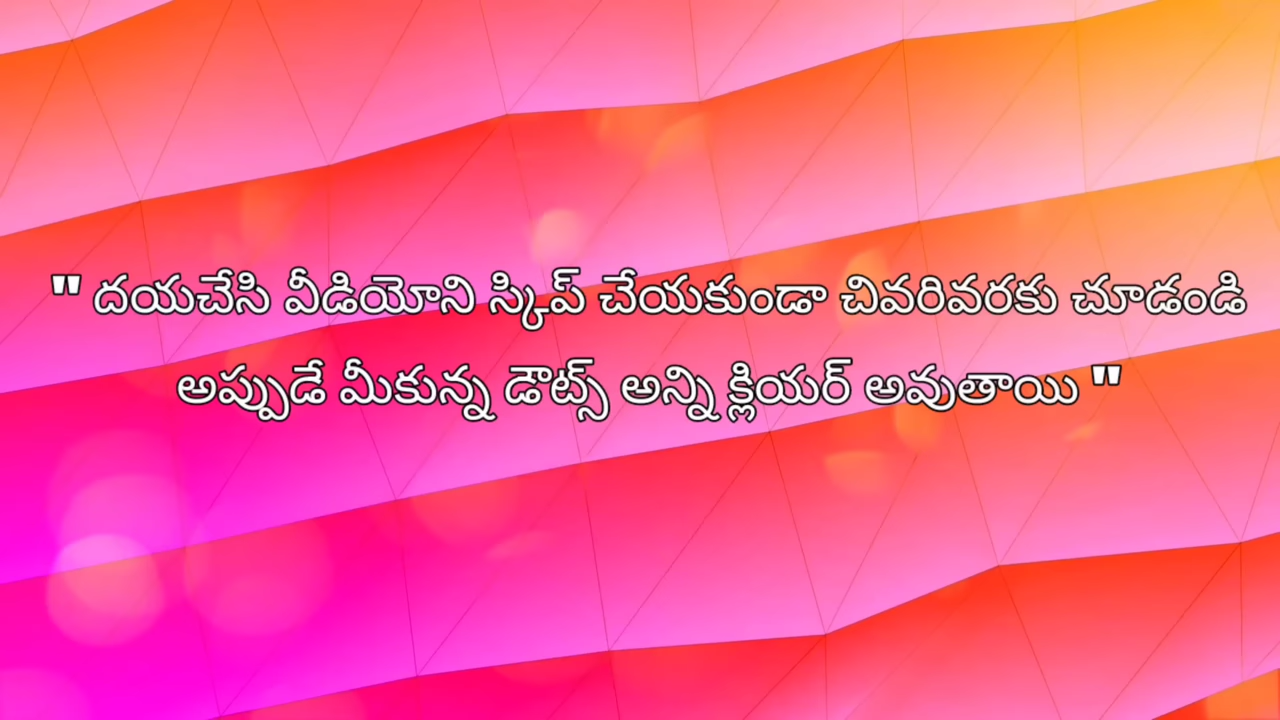 " దయచేసి వీడియోని స్కిప్ చేయకుండా చివరివరకు చూడండి
అప్పుడే మీకున్న డౌట్స్ అన్ని క్లియర్ అవుతాయి "